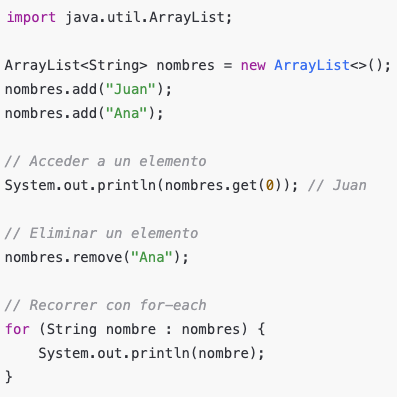 import java.util.ArrayList;
ArrayList<String> nombres = new ArrayList<>();
nombres.add("Juan");
nombres.add("Ana");
// Acceder a un elemento
System.out.println(nombres.get(0)); // Juan
// Eliminar un elemento
nombres.remove("Ana");
// Recorrer con for-each
for (String nombre : nombres) {
    System.out.println(nombre);
}